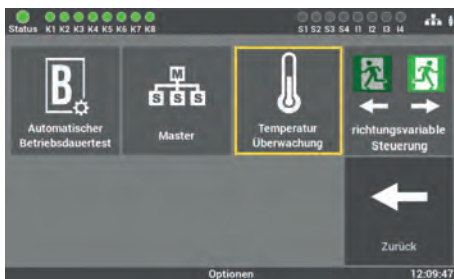 Status K1 K2 K3 K4 K5 K6 K7 K8
S1 S2 S3 S4 I1 I2 I3 I4
B
M
S S S
Automatischer
Betriebsdauertest
Master
Temperatur
Überwachung
richtungsvariable
Steuerung
Zurück
Optionen
12:09:47